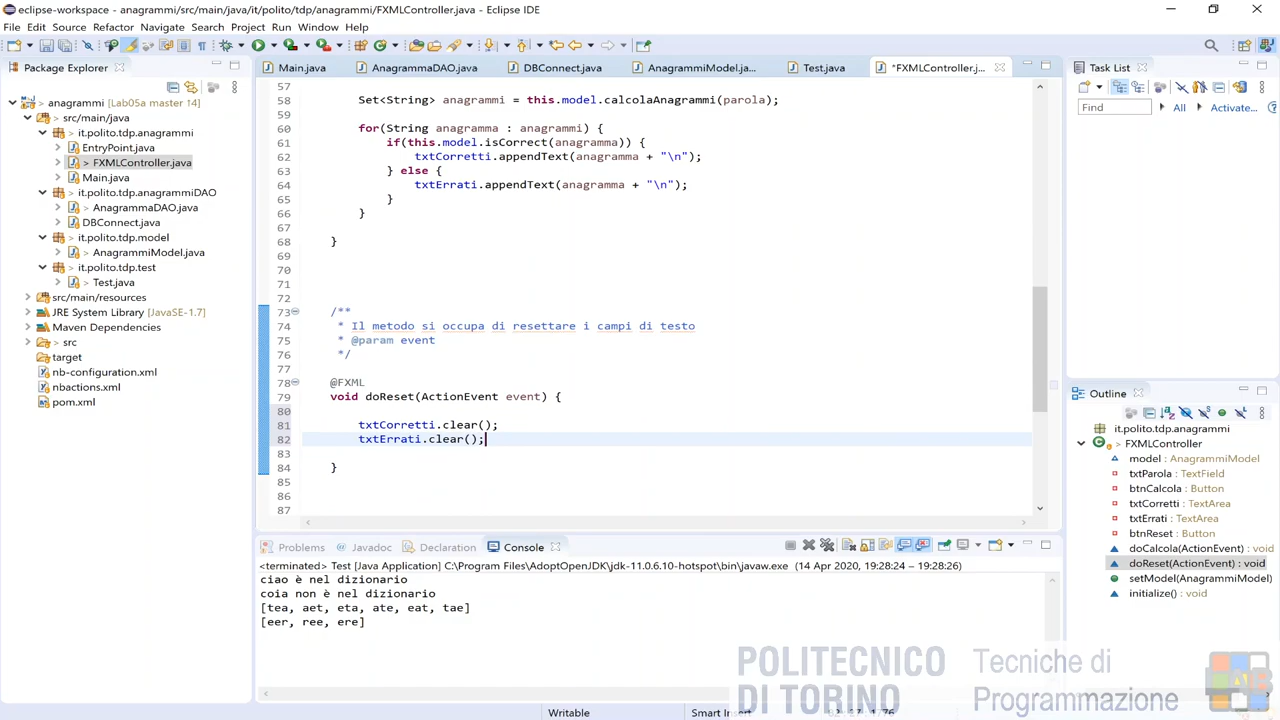 eclipse-workspace - anagrammi/src/main/java/it/polito/tdp/anagrammi/FXMLController.java - Eclipse IDE
File Edit Source Refactor Navigate Search Project Run Window Help
Package Explorer
Main.java AnagrammaDAO.java DBConnect.java AnagrammiModel.ja... Test.java *FXMLController.j...
Task List
Find All Activate...
anagrammi [Lab05a master 14]
src/main/java
it.polito.tdp.anagrammi
EntryPoint.java
> FXMLController.java
Main.java
it.polito.tdp.anagrammiDAO
> AnagrammaDAO.java
DBConnect.java
it.polito.tdp.model
> AnagrammiModel.java
> it.polito.tdp.test
> Test.java
src/main/resources
JRE System Library [JavaSE-1.7]
Maven Dependencies
src
target
nb-configuration.xml
nbactions.xml
pom.xml
57
58 Set<String> anagrammi = this.model.calcolaAnagrammi(parola);
59
60 for(String anagramma : anagrammi) {
61 if(this.model.isCorrect(anagramma)) {
62 txtCorretti.appendText(anagramma + "\n");
63 } else {
64 txtErrati.appendText(anagramma + "\n");
65 }
66 }
67
68 }
69
70
71
72
73 /**
74 * Il metodo si occupa di resettare i campi di testo
75 * @param event
76 */
77
78 @FXML
79 void doReset(ActionEvent event) {
80
81 txtCorretti.clear();
82 txtErrati.clear();
83
84 }
85
86
87
Outline
it.polito.tdp.anagrammi
> FXMLController
model : AnagrammiModel
txtParola : TextField
btnCalcola : Button
txtCorretti : TextArea
txtErrati : TextArea
btnReset : Button
doCalcola(ActionEvent) : void
doReset(ActionEvent) : void
setModel(AnagrammiModel)
initialize() : void
Problems Javadoc Declaration Console
<terminated> Test [Java Application] C:\Program Files\AdoptOpenJDK\jdk-11.0.6.10-hotspot\bin\javaw.exe (14 Apr 2020, 19:28:24 – 19:28:26)
ciao è nel dizionario
coia non è nel dizionario
[tea, aet, eta, ate, eat, tae]
[eer, ree, ere]
POLITECNICO
DI TORINO
Tecniche di
Programmazione
Writable Smart